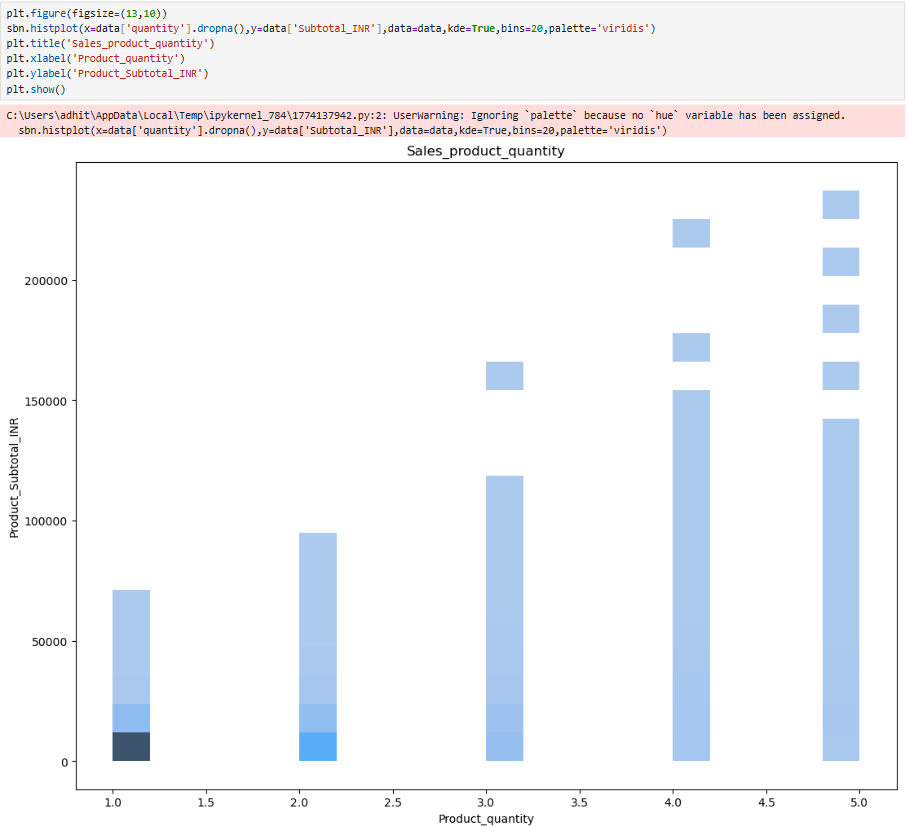 plt.figure(figsize=(13,10))
sbn.histplot(x=data['quantity'].dropna(),y=data['Subtotal_INR'],data=data,kde=True,bins=20,palette='viridis')
plt.title('Sales_product_quantity')
plt.xlabel('Product_quantity')
plt.ylabel('Product_Subtotal_INR')
plt.show()
C:\Users\adhit\AppData\Local\Temp\ipykernel_784\1774137942.py:2: UserWarning: Ignoring `palette` because no `hue` variable has been assigned.
sbn.histplot(x=data['quantity'].dropna(),y=data['Subtotal_INR'],data=data,kde=True,bins=20,palette='viridis')
Sales_product_quantity
200000
150000
100000
50000
0
Product_Subtotal_INR
1.0 1.5 2.0 2.5 3.0 3.5 4.0 4.5 5.0
Product_quantity